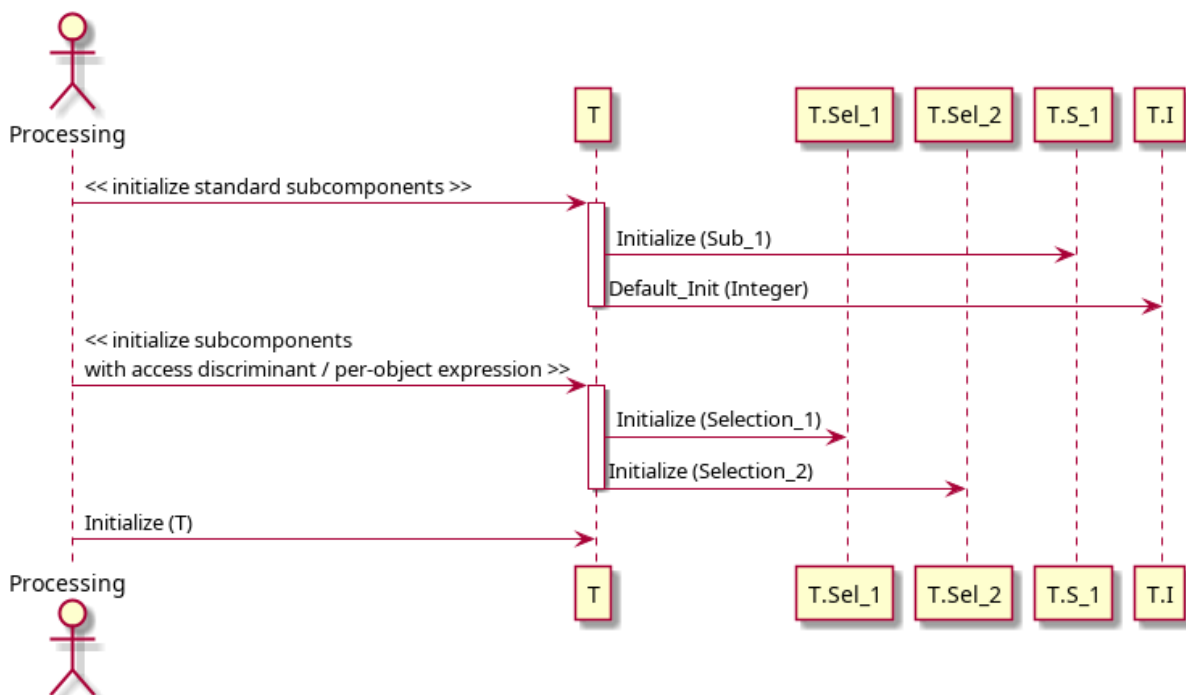 Processing
T
T.Sel_1
T.Sel_2
T.S_1
T.I
<< initialize standard subcomponents >>
Initialize (Sub_1)
Default_Init (Integer)
<< initialize subcomponents
with access discriminant / per-object expression >>
Initialize (Selection_1)
Initialize (Selection_2)
Initialize (T)
Processing
T
T.Sel_1
T.Sel_2
T.S_1
T.I